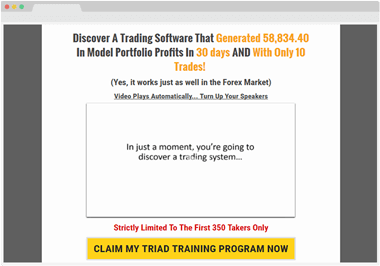 Discover A Trading Software That Generated 58,834.40
In Model Portfolio Profits In 30 days AND With Only 10
Trades!
(Yes, it works just as well in the Forex Market)
Video Plays Automatically... Turn Up Your Speakers
In just a moment, you're going to
discover a trading system...
Strictly Limited To The First 350 Takers Only
CLAIM MY TRIAD TRAINING PROGRAM NOW